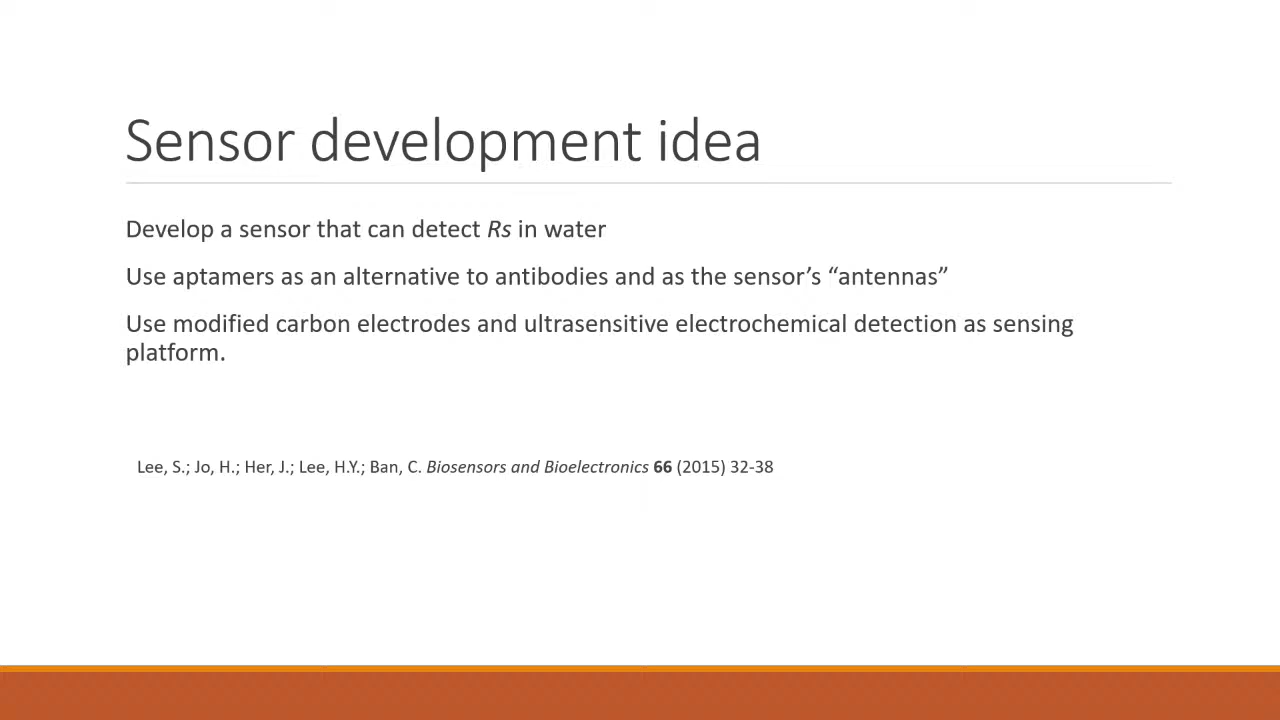 Sensor development idea
Develop a sensor that can detect Rs in water
Use aptamers as an alternative to antibodies and as the sensor’s “antennas”
Use modified carbon electrodes and ultrasensitive electrochemical detection as sensing
platform.
Lee, S.; Jo, H.; Her, J.; Lee, H.Y.; Ban, C. Biosensors and Bioelectronics 66 (2015) 32-38